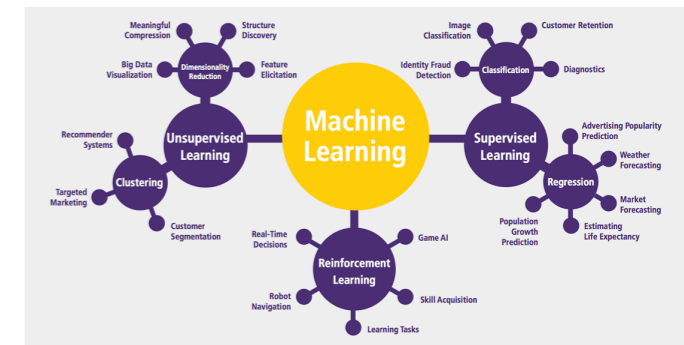 Meaningful
Compression
Structure
Discovery
Big Data
Visualization
Dimensionality
Reduction
Feature
Elicitation
Unsupervised
Learning
Recommender
Systems
Clustering
Targeted
Marketing
Customer
Segmentation
Machine
Learning
Image
Classification
Customer Retention
Identity Fraud
Detection
Classification
Diagnostics
Supervised
Learning
Advertising Popularity
Prediction
Weather
Forecasting
Regression
Market
Forecasting
Population
Growth
Prediction
Estimating
Life Expectancy
Real-Time
Decisions
Game AI
Reinforcement
Learning
Robot
Navigation
Skill Acquisition
Learning Tasks